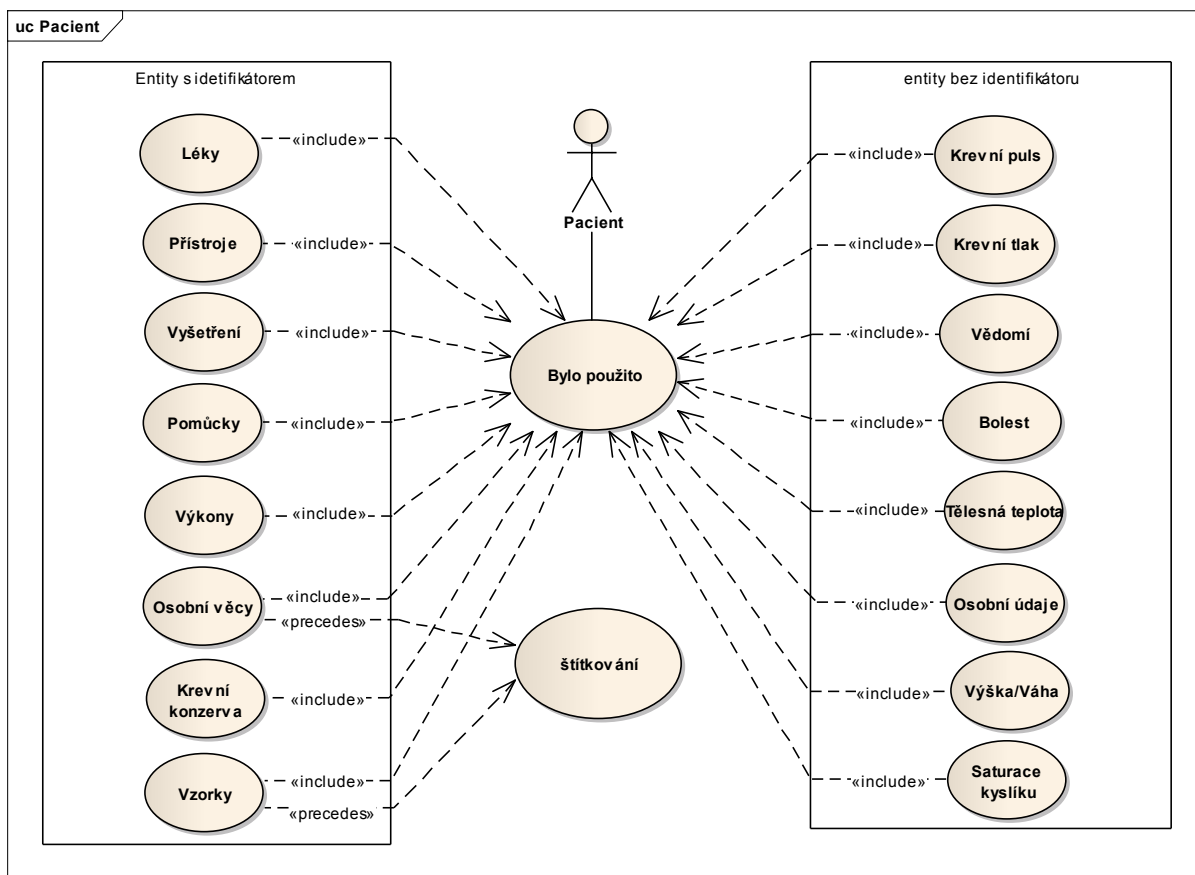 uc Pacient
Entity s idetifikátorem
entity bez identifikátoru
Pacient
Léky
«include»
Přístroje
«include»
Vyšetření
«include»
Pomůcky
«include»
Výkony
«include»
Osobní věcy
«include»
«precedes»
Krevní
konzerva
«include»
Vzorky
«include»
«precedes»
Bylo použito
štítkování
«include»
Krevní puls
«include»
Krevní tlak
«include»
Vědomí
«include»
Bolest
«include»
Tělesná teplota
«include»
Osobní údaje
«include»
Výška/Váha
«include»
Saturace
kyslíku